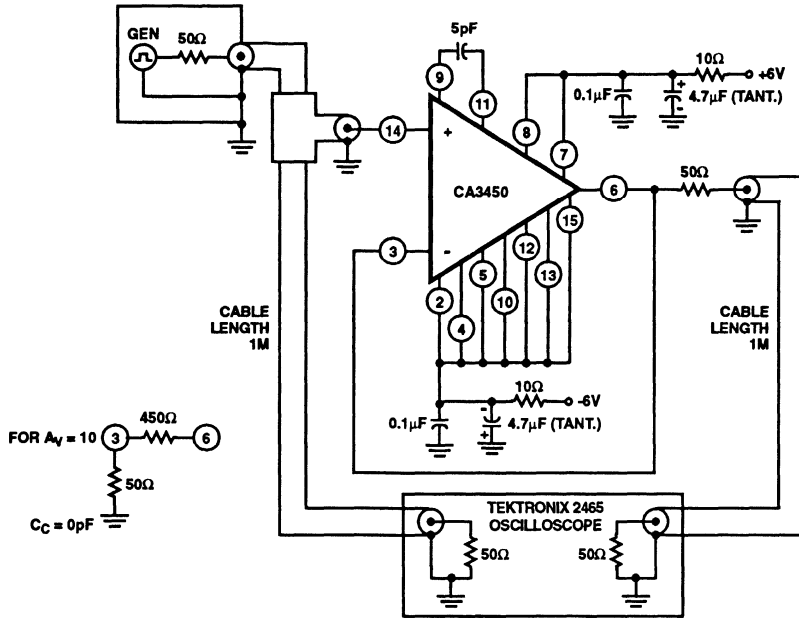 GEN
50Ω
5pF
9
11
10Ω
+6V
0.1μF
+
4.7μF (TANT.)
-
8
7
14
+
CA3450
6
50Ω
15
3
-
12
5
13
2
10
4
CABLE
LENGTH
1M
CABLE
LENGTH
1M
10Ω
-6V
0.1μF
-
4.7μF (TANT.)
+
450Ω
FOR AV = 10
3
6
50Ω
CC = 0pF
TEKTRONIX 2465
OSCILLOSCOPE
50Ω
50Ω